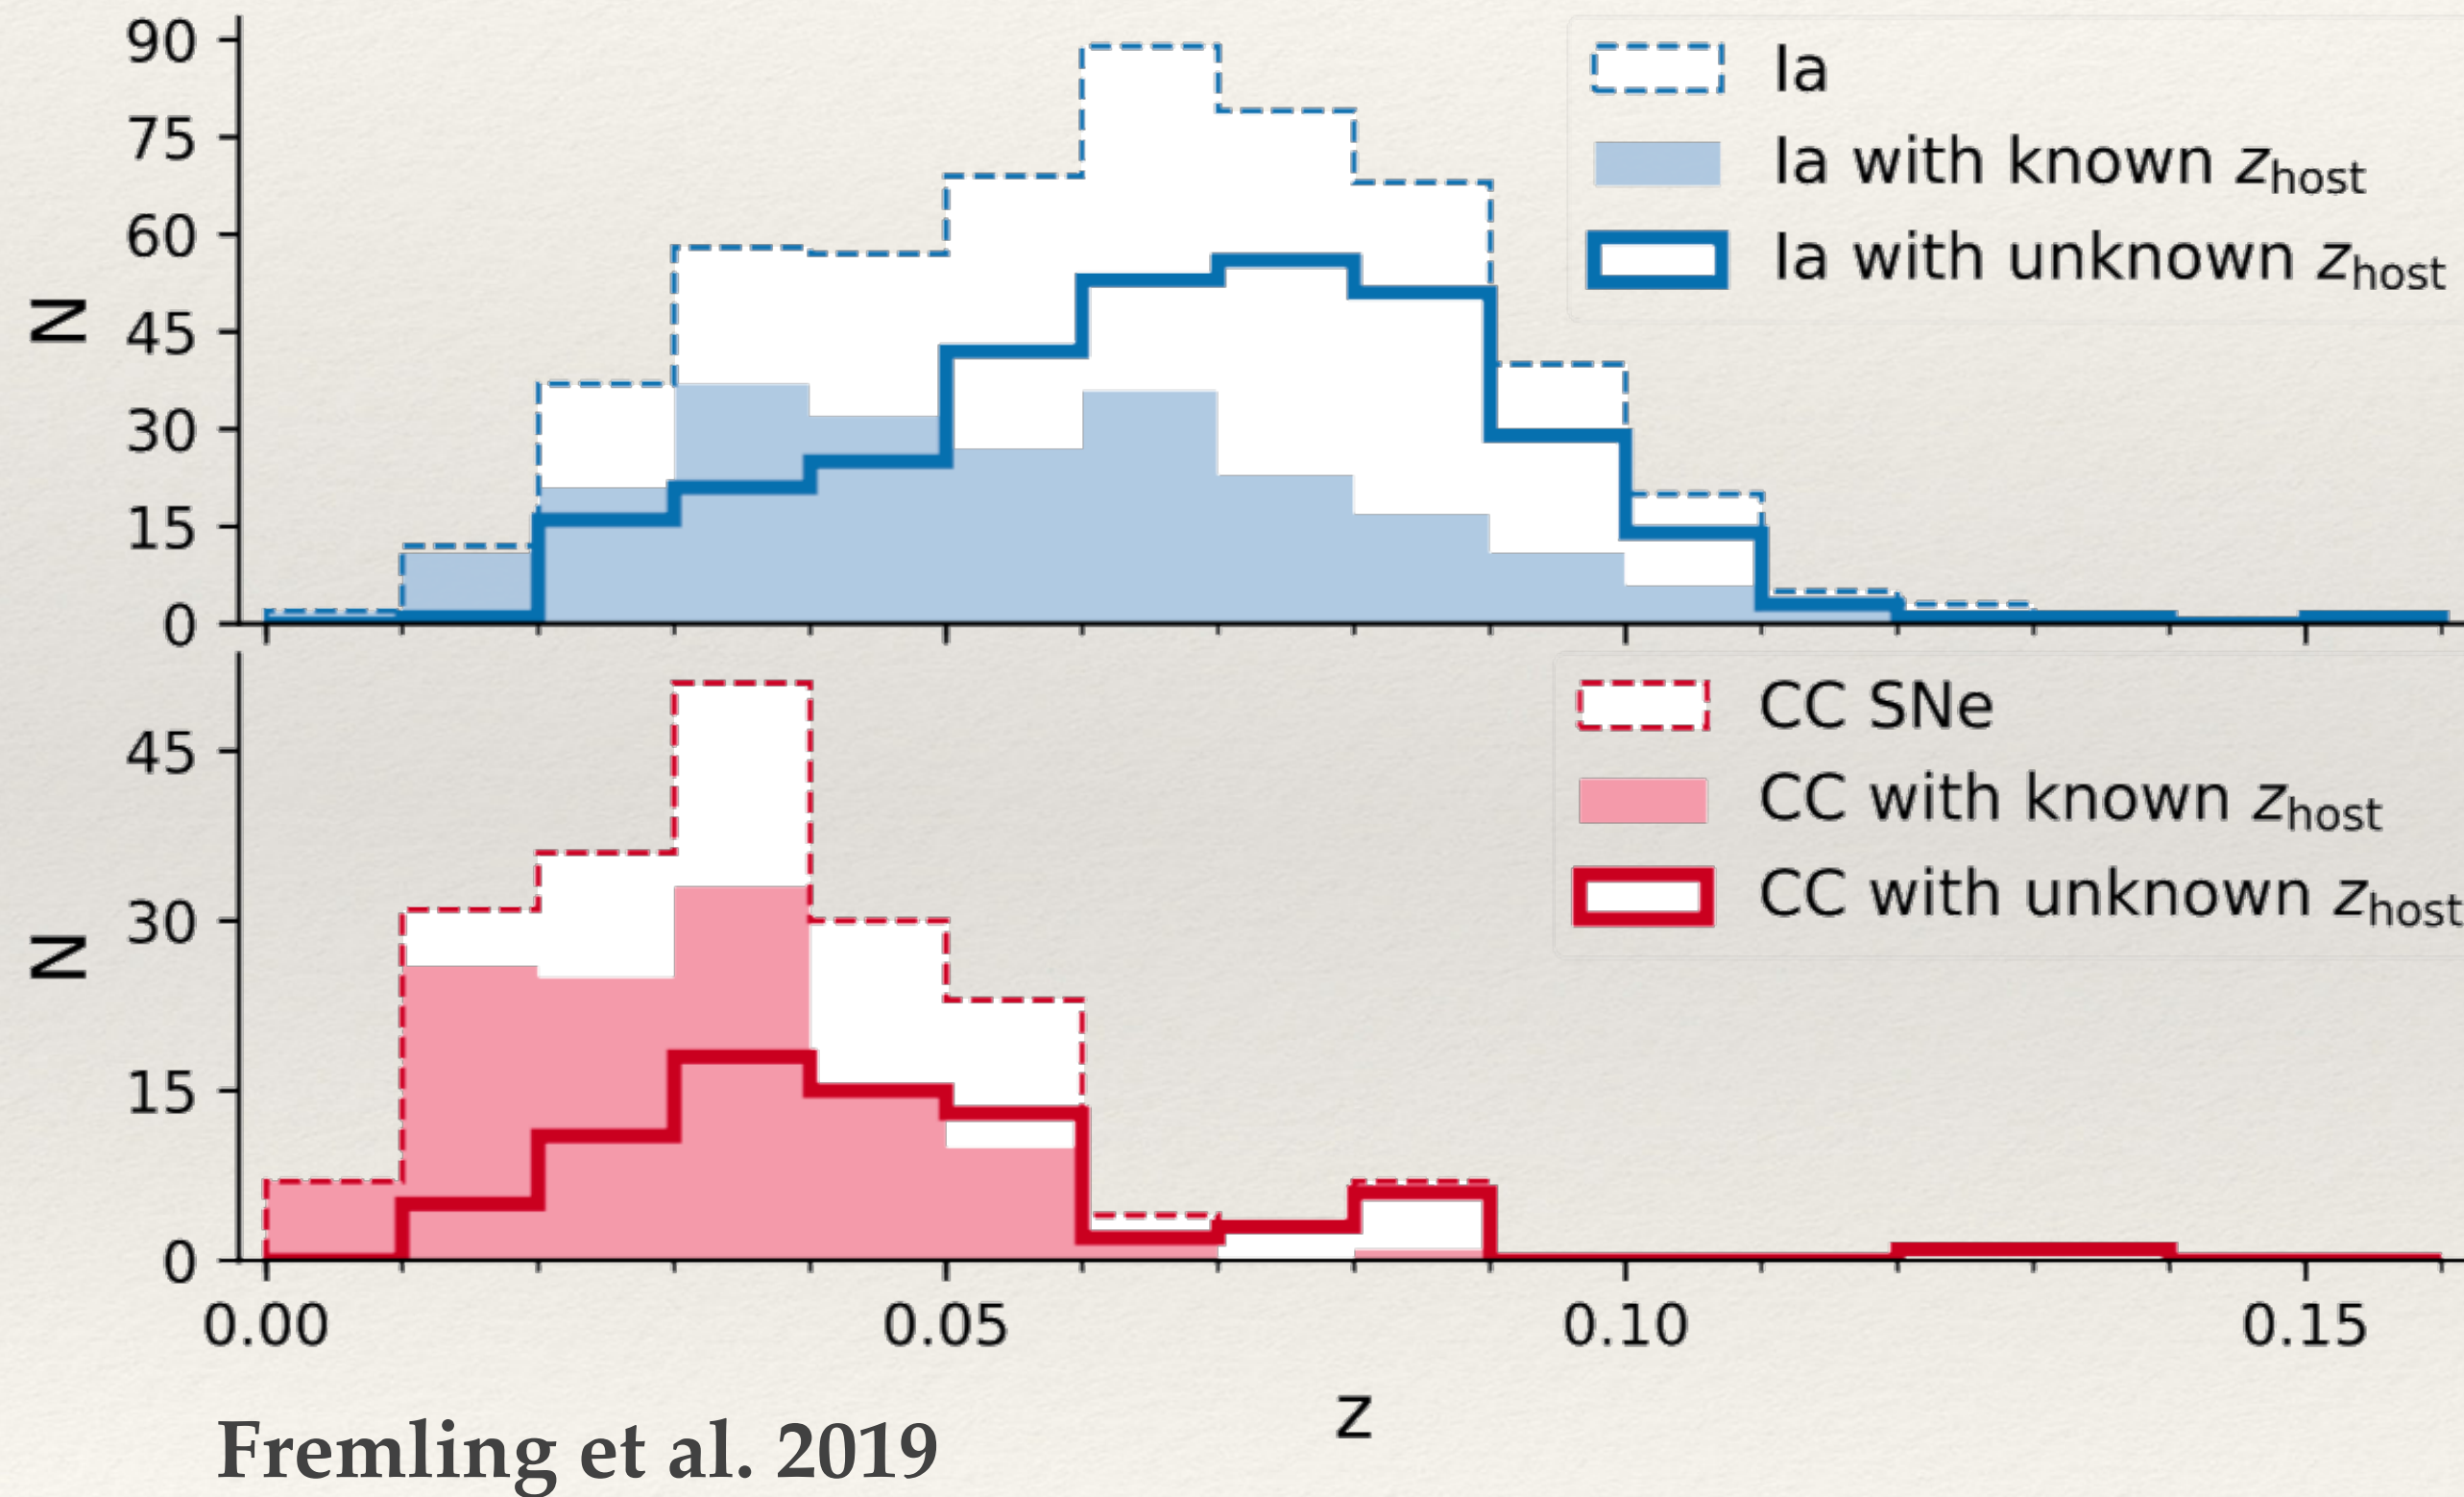 90
75
60
45
30
15
0
N
Ia
Ia with known zhost
Ia with unknown zhost
45
30
15
0
N
CC SNe
CC with known zhost
CC with unknown zhost
0.00
0.05
0.10
0.15
z
Fremling et al. 2019